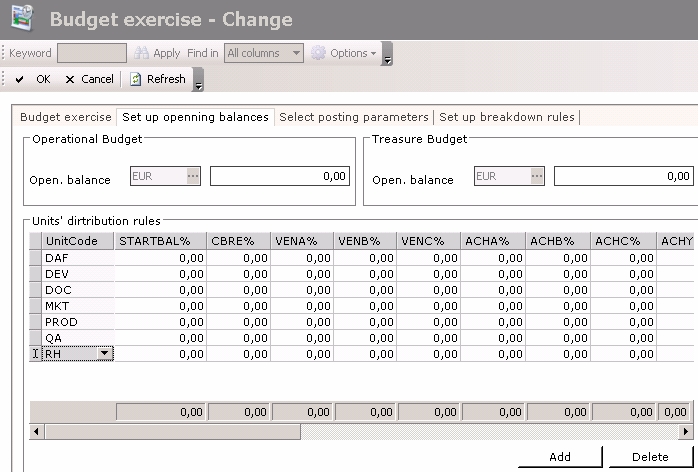 Budget exercise - Change
Keyword Apply Find in All columns Options
OK Cancel Refresh
Budget exercise Set up openning balances Select posting parameters Set up breakdown rules
Operational Budget Treasure Budget
Open. balance EUR ... 0,00 Open. balance EUR ... 0,00
Units' dirtribution rules
UnitCode STARTBAL% CBRE% VENA% VENB% VENC% ACHA% ACHB% ACHC% ACHY
DAF 0,00 0,00 0,00 0,00 0,00 0,00 0,00 0,00
DEV 0,00 0,00 0,00 0,00 0,00 0,00 0,00 0,00
DOC 0,00 0,00 0,00 0,00 0,00 0,00 0,00 0,00
MKT 0,00 0,00 0,00 0,00 0,00 0,00 0,00 0,00
PROD 0,00 0,00 0,00 0,00 0,00 0,00 0,00 0,00
QA 0,00 0,00 0,00 0,00 0,00 0,00 0,00 0,00
RH 0,00 0,00 0,00 0,00 0,00 0,00 0,00 0,00
0,00 0,00 0,00 0,00 0,00 0,00 0,00 0,00 0,00
Add Delete